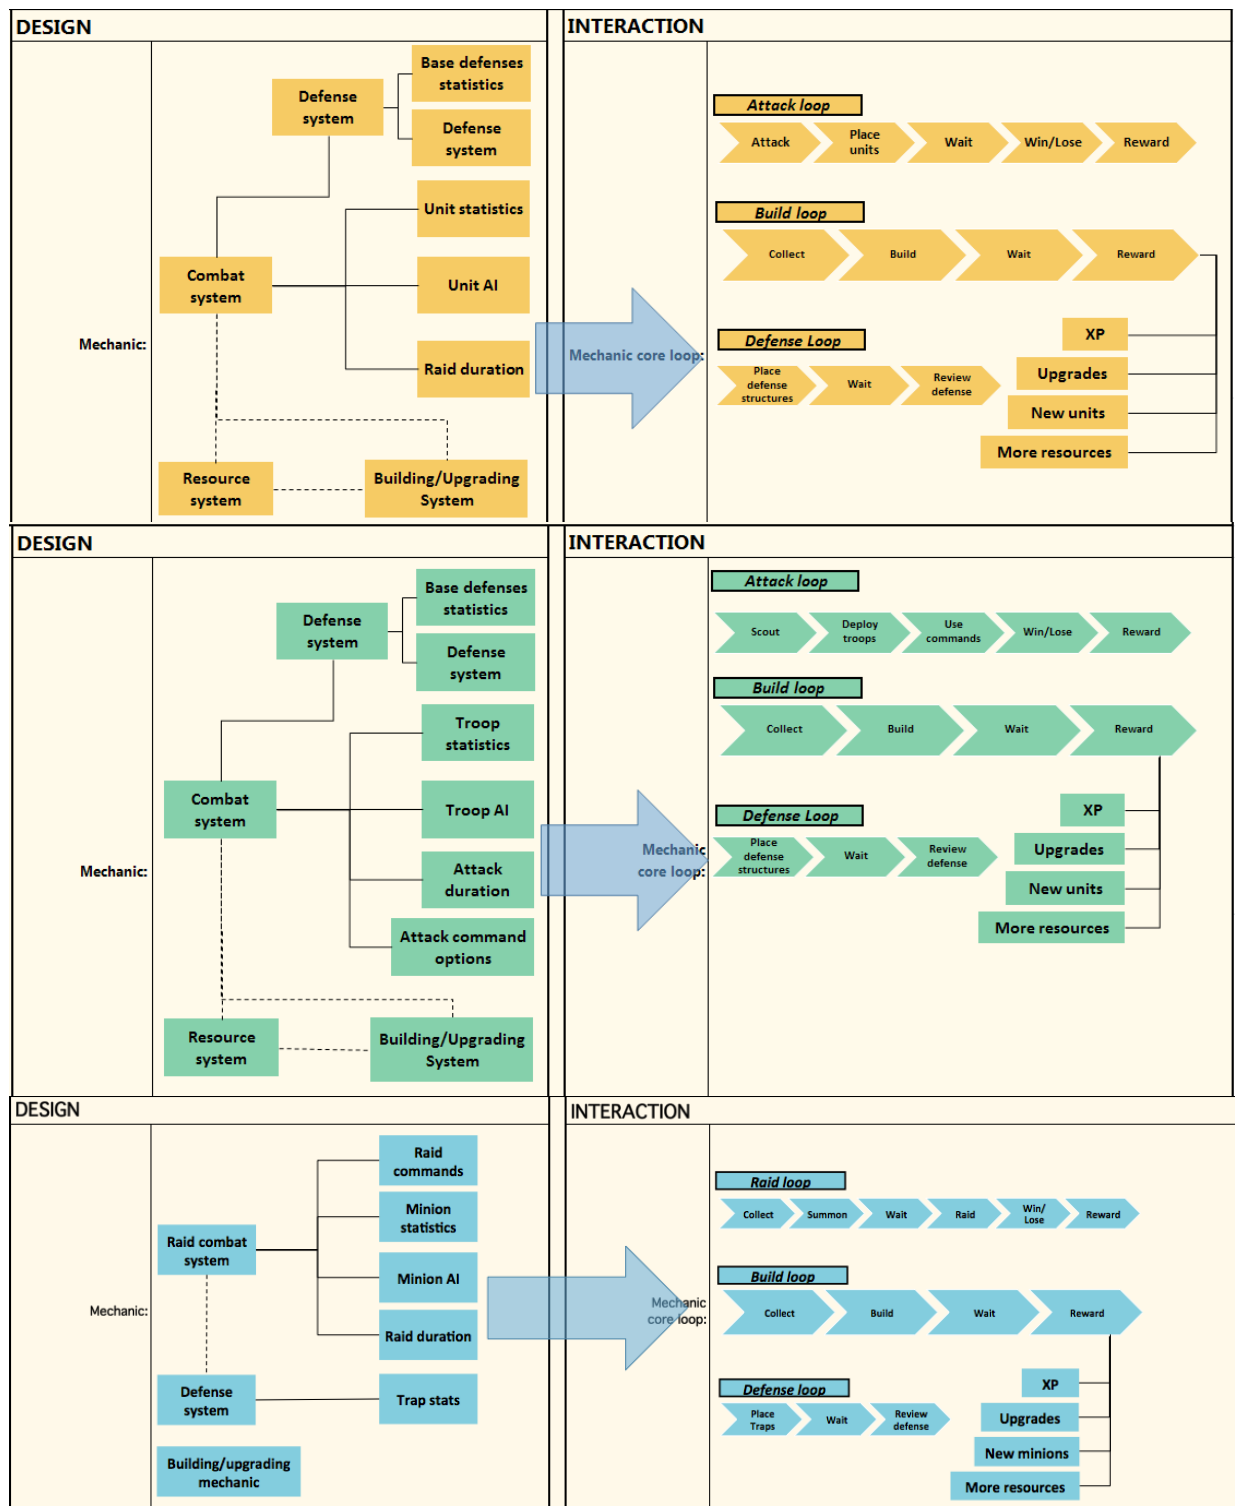 DESIGN
Mechanic:
Defense
system
Base defenses
statistics
Defense
system
Unit statistics
Combat
system
Unit AI
Raid duration
Resource
system
Building/Upgrading
System
INTERACTION
Mechanic core loop:
Attack loop
Attack
Place
units
Wait
Win/Lose
Reward
Build loop
Collect
Build
Wait
Reward
XP
Upgrades
New units
More resources
Defense Loop
Place
defense
structures
Wait
Review
defense
DESIGN
Mechanic:
Defense
system
Base defenses
statistics
Defense
system
Troop
statistics
Combat
system
Troop AI
Attack
duration
Attack command
options
Resource
system
Building/Upgrading
System
INTERACTION
Mechanic
core loop:
Attack loop
Scout
Deploy
troops
Use
commands
Win/Lose
Reward
Build loop
Collect
Build
Wait
Reward
XP
Upgrades
New units
More resources
Defense Loop
Place
defense
structures
Wait
Review
defense
DESIGN
Mechanic:
Raid
commands
Minion
statistics
Raid combat
system
Minion AI
Raid duration
Defense
system
Trap stats
Building/upgrading
mechanic
INTERACTION
Mechanic
core loop:
Raid loop
Collect
Summon
Wait
Raid
Win/
Lose
Reward
Build loop
Collect
Build
Wait
Reward
XP
Upgrades
New minions
More resources
Defense loop
Place
Traps
Wait
Review
defense